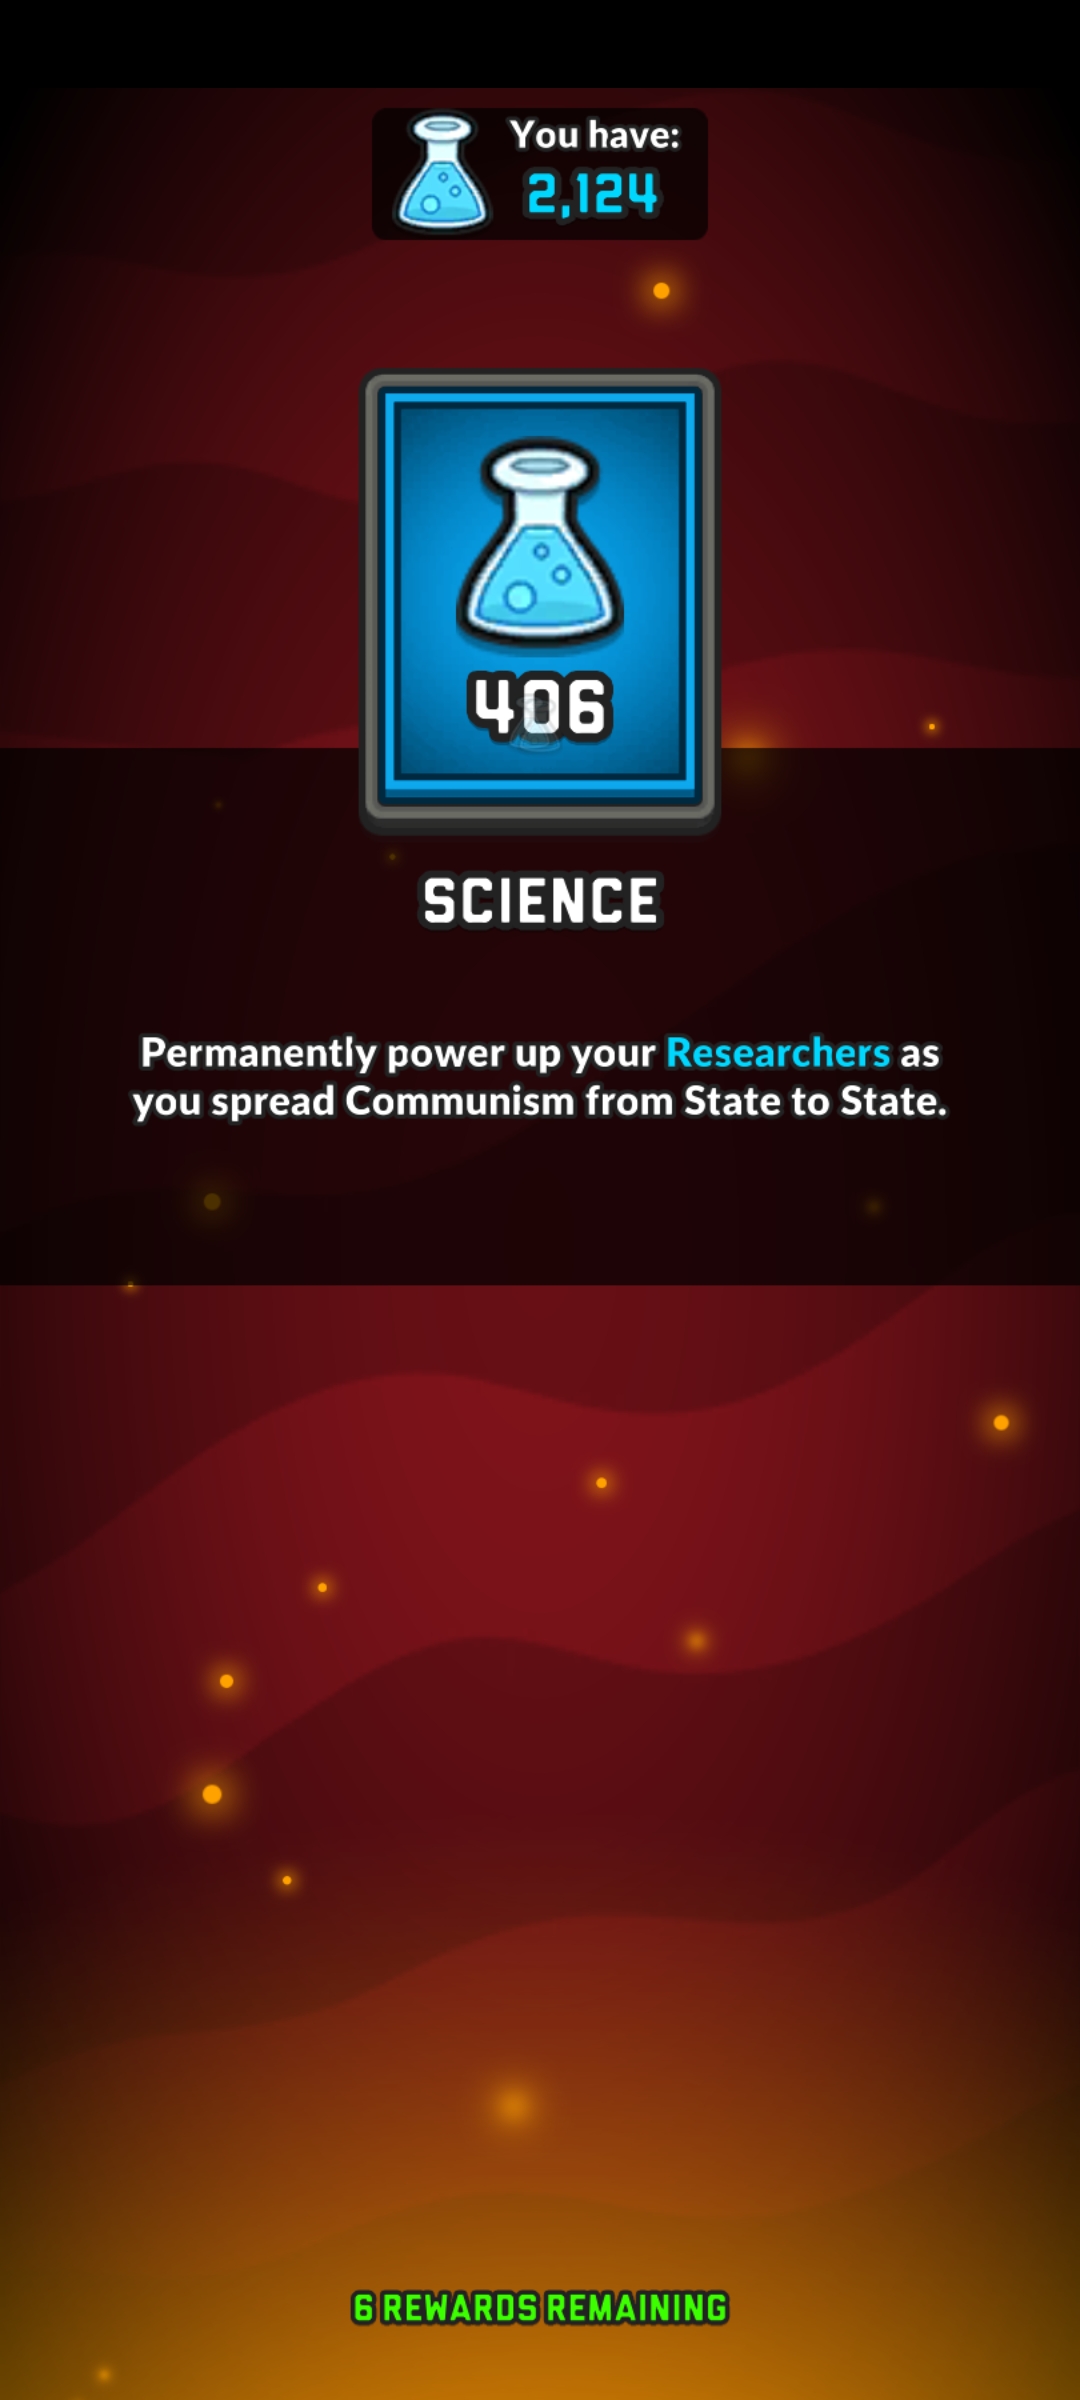 You have:
2,124
406
SCIENCE
Permanently power up your Researchers as
you spread Communism from State to State.
6 REWARDS REMAINING